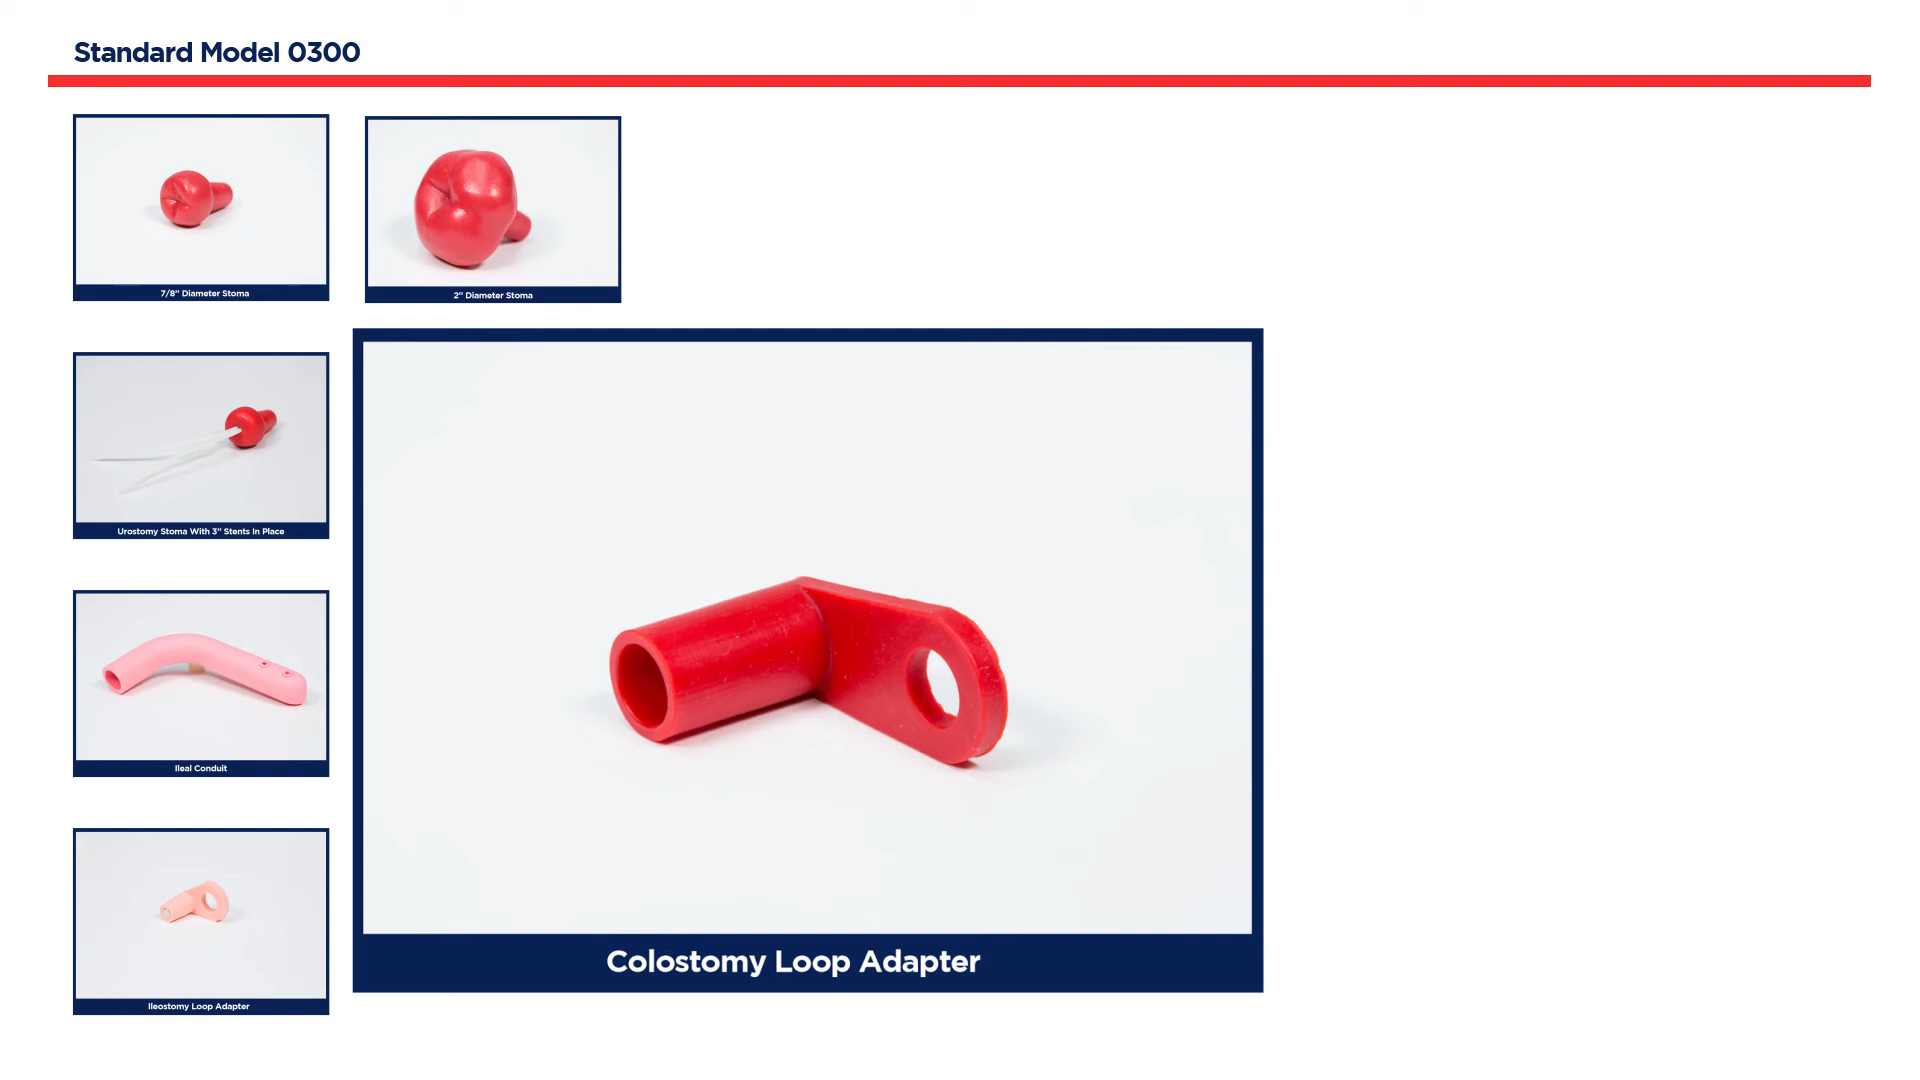 Standard Model 0300
7/8" Diameter Stoma
2" Diameter Stoma
Urostomy Stoma With 3" Stents In Place
Ileal Conduit
Ileostomy Loop Adapter
Colostomy Loop Adapter